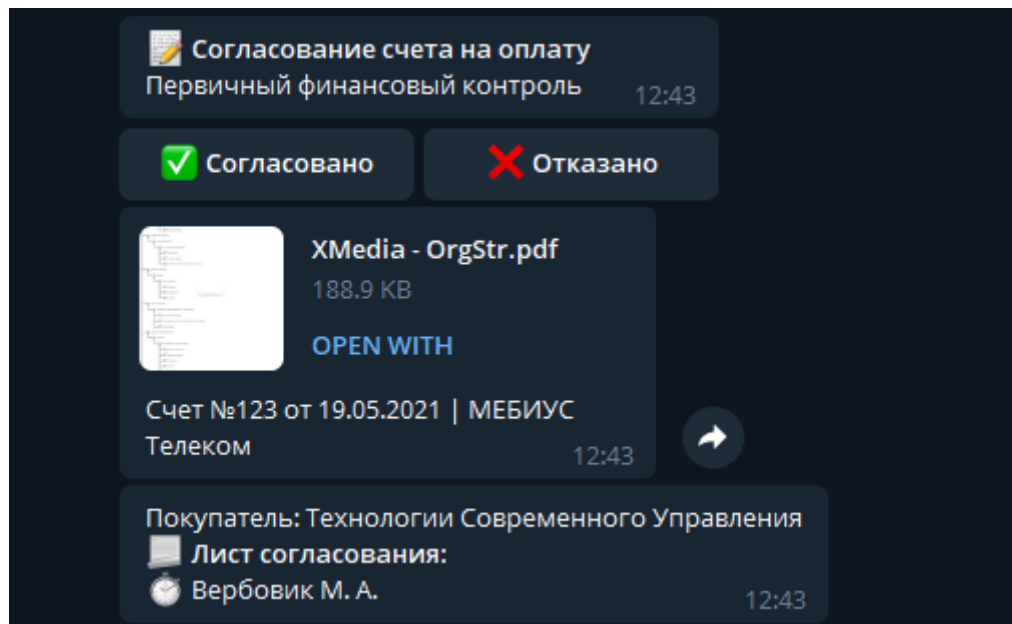 Согласование счета на оплату
Первичный финансовый контроль
12:43
Согласовано
Отказано
XMedia - OrgStr.pdf
188.9 KB
OPEN WITH
Счет №123 от 19.05.2021 | МЕБИУС
Телеком
12:43
Покупатель: Технологии Современного Управления
Лист согласования:
Вербовик М. А.
12:43